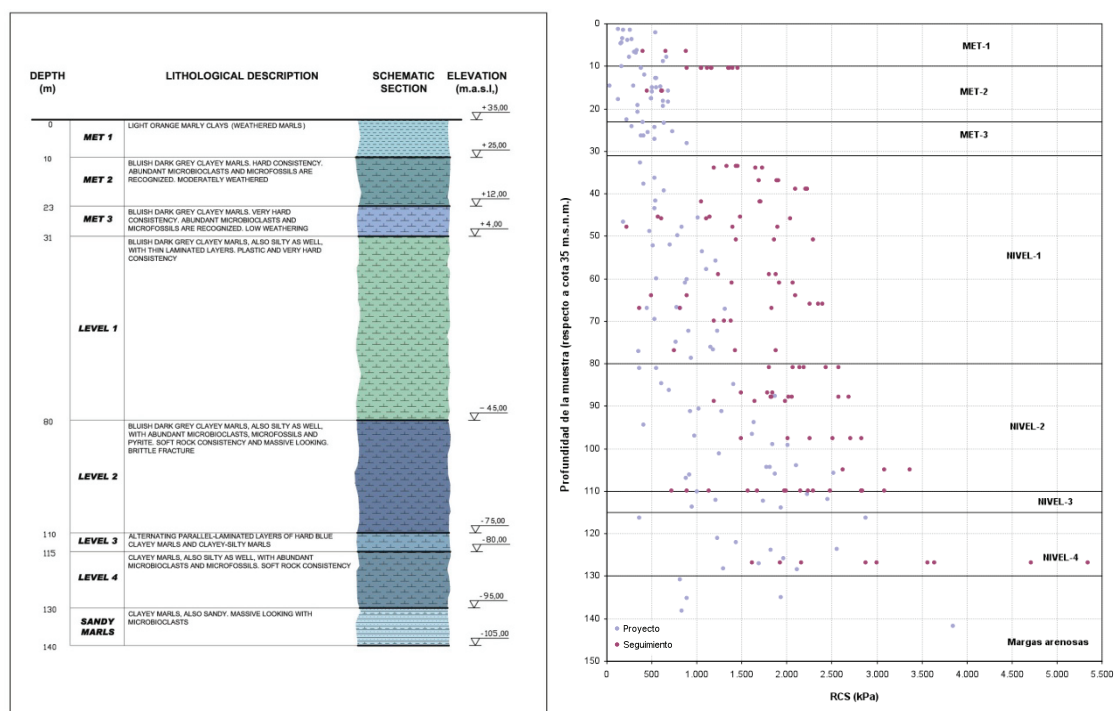 DEPTH
(m)
LITHOLOGICAL DESCRIPTION
SCHEMATIC
SECTION
ELEVATION
(m.a.s.l,)
+35,00
0
MET 1
LIGHT ORANGE MARLY CLAYS (WEATHERED MARLS)
+25,00
10
MET 2
BLUISH DARK GREY CLAYEY MARLS. HARD CONSISTENCY.
ABUNDANT MICROBIOCLASTS AND MICROFOSSILS ARE
RECOGNIZED. MODERATELY WEATHERED
+12,00
23
MET 3
BLUISH DARK GREY CLAYEY MARLS. VERY HARD
CONSISTENCY. ABUNDANT MICROBIOCLASTS AND
MICROFOSSILS ARE RECOGNIZED. LOW WEATHERING
+4,00
31
BLUISH DARK GREY CLAYEY MARLS, ALSO SILTY AS WELL,
WITH THIN LAMINATED LAYERS. PLASTIC AND VERY HARD
CONSISTENCY
LEVEL 1
-45,00
80
BLUISH DARK GREY CLAYEY MARLS, ALSO SILTY AS WELL,
WITH ABUNDANT MICROBIOCLASTS, MICROFOSSILS AND
PYRITE. SOFT ROCK CONSISTENCY AND MASSIVE LOOKING.
BRITTLE FRACTURE
LEVEL 2
-75,00
110
LEVEL 3
ALTERNATING PARALLEL-LAMINATED LAYERS OF HARD BLUE
CLAYEY MARLS AND CLAYEY-SILTY MARLS
-80,00
115
LEVEL 4
CLAYEY MARLS, ALSO SILTY AS WELL, WITH ABUNDANT
MICROBIOCLASTS AND MICROFOSSILS. SOFT ROCK CONSISTENCY
-95,00
130
SANDY
MARLS
CLAYEY MARLS, ALSO SANDY. MASSIVE LOOKING WITH
MICROBIOCLASTS
-105,00
140
Profundidad de la muestra (respecto a cota 35 m.s.n.m.)
0
10
20
30
40
50
60
70
80
90
100
110
120
130
140
150
MET-1
MET-2
MET-3
NIVEL-1
NIVEL-2
NIVEL-3
NIVEL-4
Margas arenosas
Proyecto
Seguimiento
0 500 1.000 1.500 2.000 2.500 3.000 3.500 4.000 4.500 5.000 5.500
RCS (kPa)